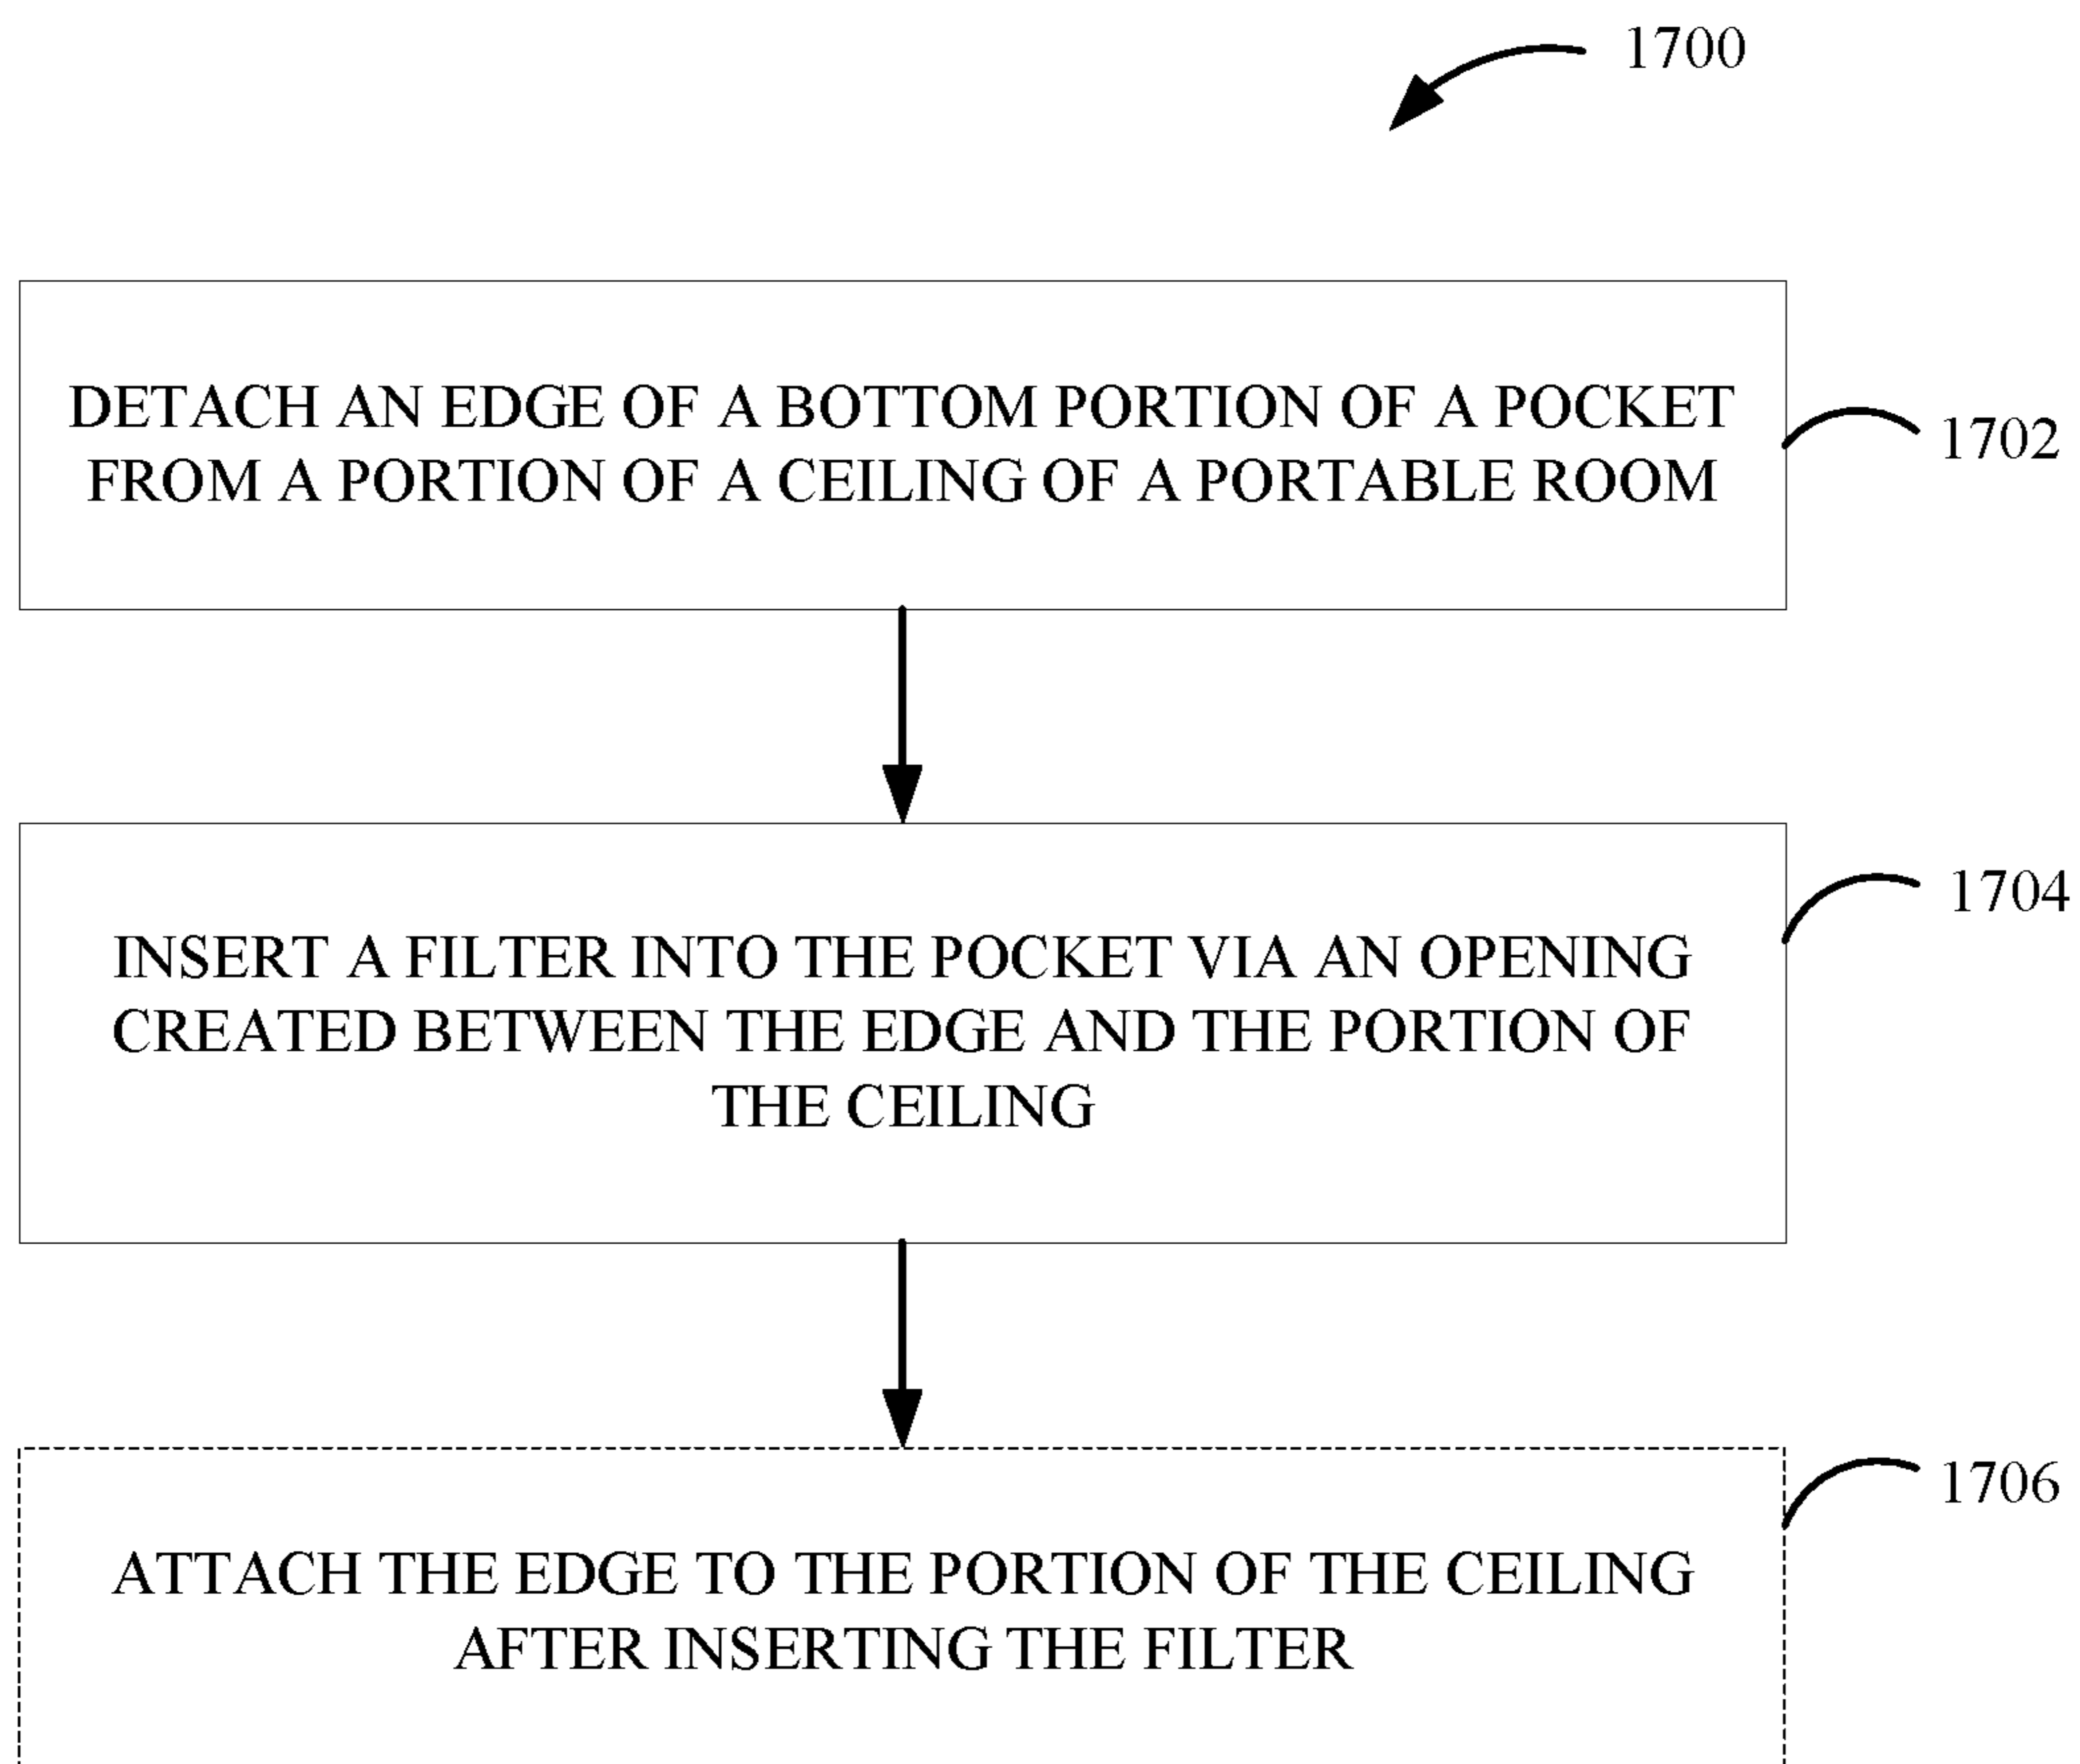 1700
DETACH AN EDGE OF A BOTTOM PORTION OF A POCKET
FROM A PORTION OF A CEILING OF A PORTABLE ROOM
1702
INSERT A FILTER INTO THE POCKET VIA AN OPENING
CREATED BETWEEN THE EDGE AND THE PORTION OF
THE CEILING
1704
ATTACH THE EDGE TO THE PORTION OF THE CEILING
AFTER INSERTING THE FILTER
1706